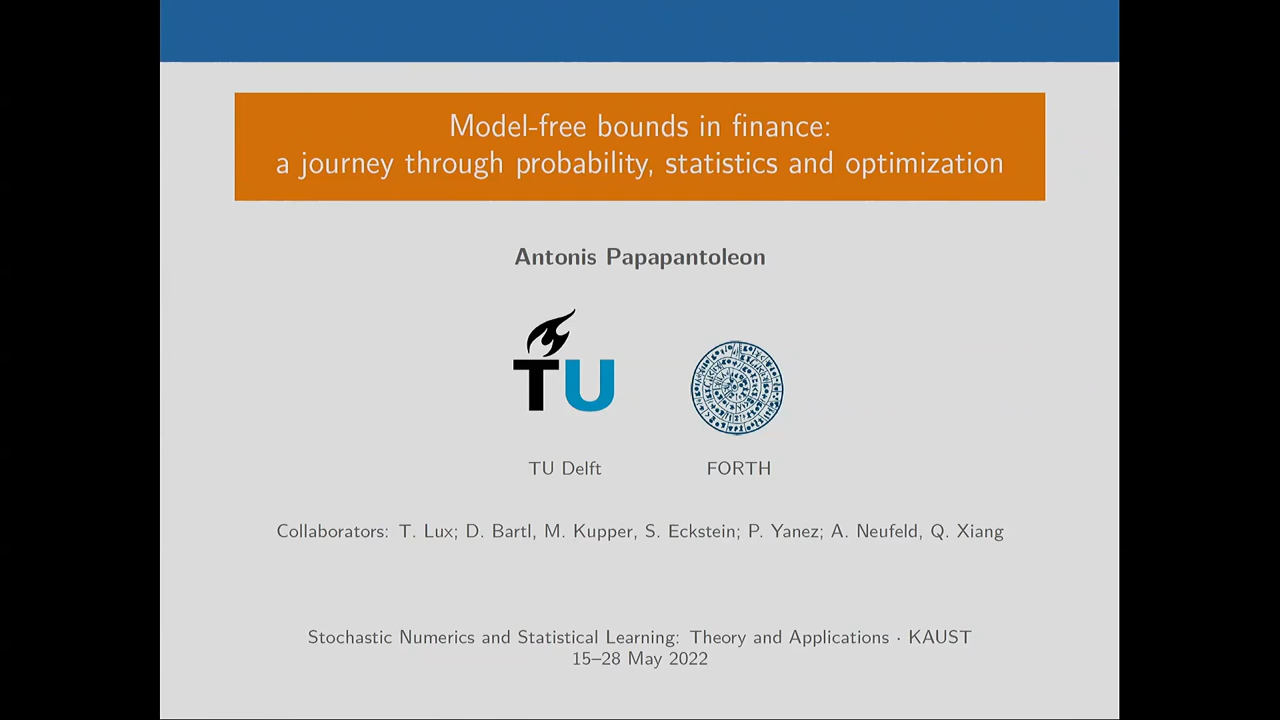 Model-free bounds in finance:
a journey through probability, statistics and optimization
Antonis Papapantoleon
TU
TU Delft
FORTH
Collaborators: T. Lux; D. Bartl, M. Kupper, S. Eckstein; P. Yanez; A. Neufeld, Q. Xiang
Stochastic Numerics and Statistical Learning: Theory and Applications · KAUST
15–28 May 2022